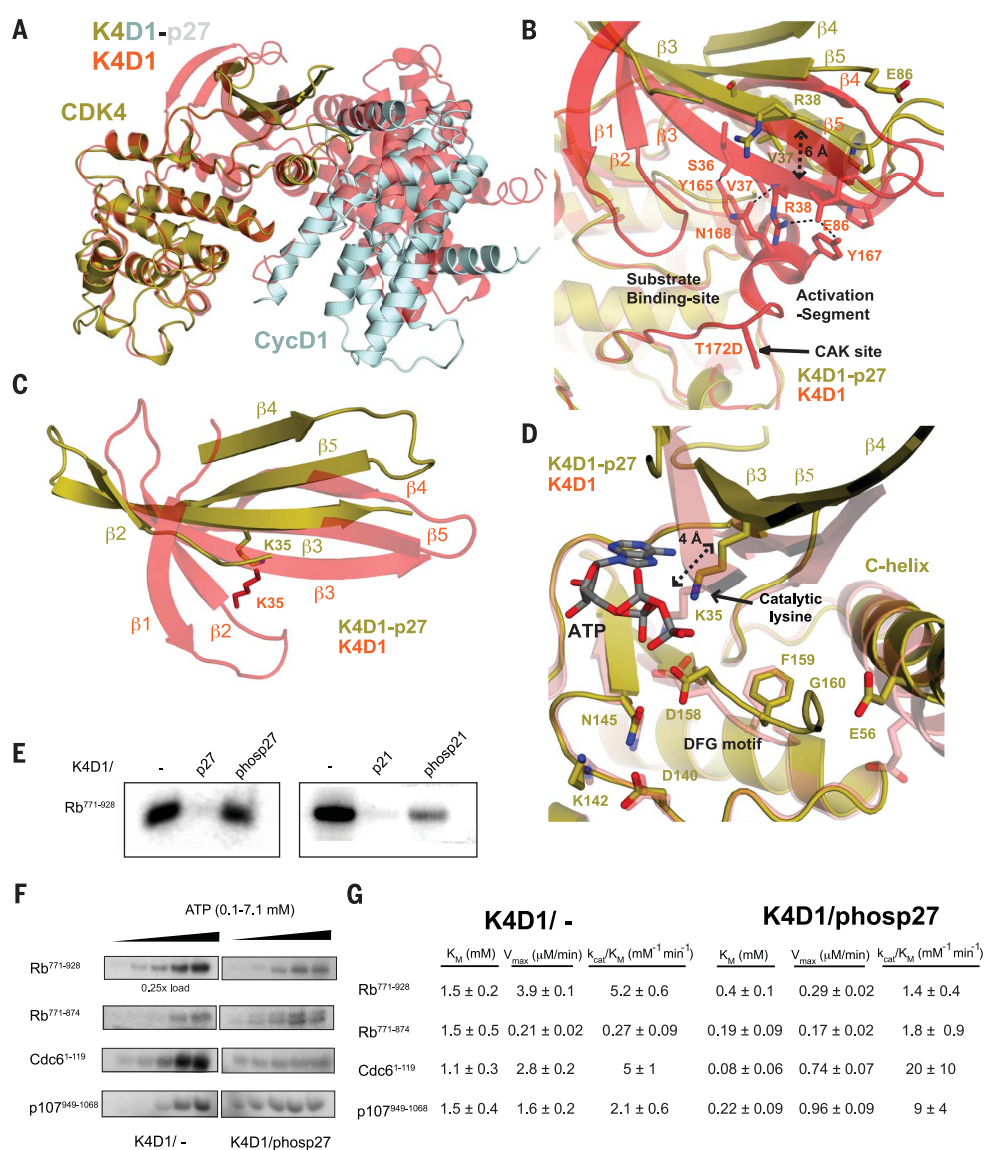 A
K4D1-p27
K4D1
CDK4
CycD1
B
β3
β4
β5
E86
β4
R38
β5
β1
β3
β2
V37
6 Å
S36
Y165
V37
R38
N168
E86
Y167
Substrate
Binding-site
Activation
-Segment
T172D
CAK site
K4D1-p27
K4D1
C
β4
β5
β4
β2
β5
K35
β3
K35
β3
β1
β2
K4D1-p27
K4D1
D
K4D1-p27
K4D1
β4
β3
β5
4 Å
C-helix
K35
Catalytic
lysine
ATP
F159
G160
N145
D158
E56
DFG motif
D140
K142
E
K4D1/
-
p27
phosp27
-
p21
phosp21
Rb771-928
F
ATP (0.1-7.1 mM)
Rb771-928
0.25x load
Rb771-874
Cdc61-119
p107949-1068
K4D1/ -
K4D1/phosp27
G
K4D1/ - K4D1/phosp27
KM (mM) Vmax (μM/min) kcat/KM (mM-1 min-1) KM (mM) Vmax (μM/min) kcat/KM (mM-1 min-1)
Rb771-928 1.5 ± 0.2 3.9 ± 0.1 5.2 ± 0.6 0.4 ± 0.1 0.29 ± 0.02 1.4 ± 0.4
Rb771-874 1.5 ± 0.5 0.21 ± 0.02 0.27 ± 0.09 0.19 ± 0.09 0.17 ± 0.02 1.8 ± 0.9
Cdc61-119 1.1 ± 0.3 2.8 ± 0.2 5 ± 1 0.08 ± 0.06 0.74 ± 0.07 20 ± 10
p107949-1068 1.5 ± 0.4 1.6 ± 0.2 2.1 ± 0.6 0.22 ± 0.09 0.96 ± 0.09 9 ± 4